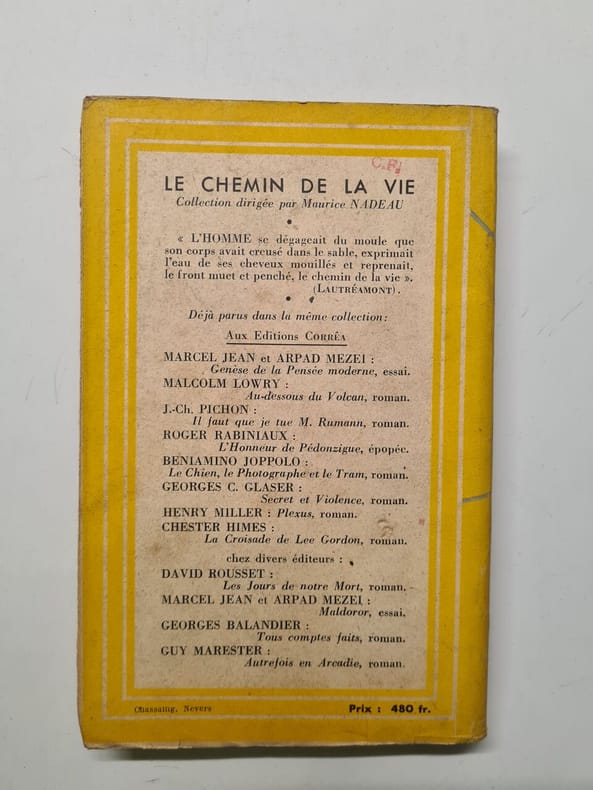 C.F.
LE CHEMIN DE LA VIE
Collection dirigée par Maurice NADEAU
« L'HOMME se dégageait du moule que
son corps avait creusé dans le sable, exprimait
l'eau de ses cheveux mouillés et reprenait,
le front muet et penché, le chemin de la vie ».
(LAUTRÉAMONT).
Déjà parus dans la même collection:
Aux Editions CORRÊA
MARCEL JEAN et ARPAD MEZEI :
Genèse de la Pensée moderne, essai.
MALCOLM LOWRY :
Au-dessous du Volcan, roman.
J.-Ch. PICHON :
Il faut que je tue M. Rumann, roman.
ROGER RABINIAUX :
L'Honneur de Pédonzigue, épopée.
BENIAMINO JOPPOLO :
Le Chien, le Photographe et le Tram, roman.
GEORGES C. GLASER :
Secret et Violence, roman.
HENRY MILLER : Plexus, roman.
CHESTER HIMES :
La Croisade de Lee Gordon, roman.
chez divers éditeurs :
DAVID ROUSSET :
Les Jours de notre Mort, roman.
MARCEL JEAN et ARPAD MEZEI :
Maldoror, essai.
GEORGES BALANDIER :
Tous comptes faits, roman.
GUY MARESTER :
Autrefois en Arcadie, roman.
Chassaing, Nevers
Prix : 480 fr.